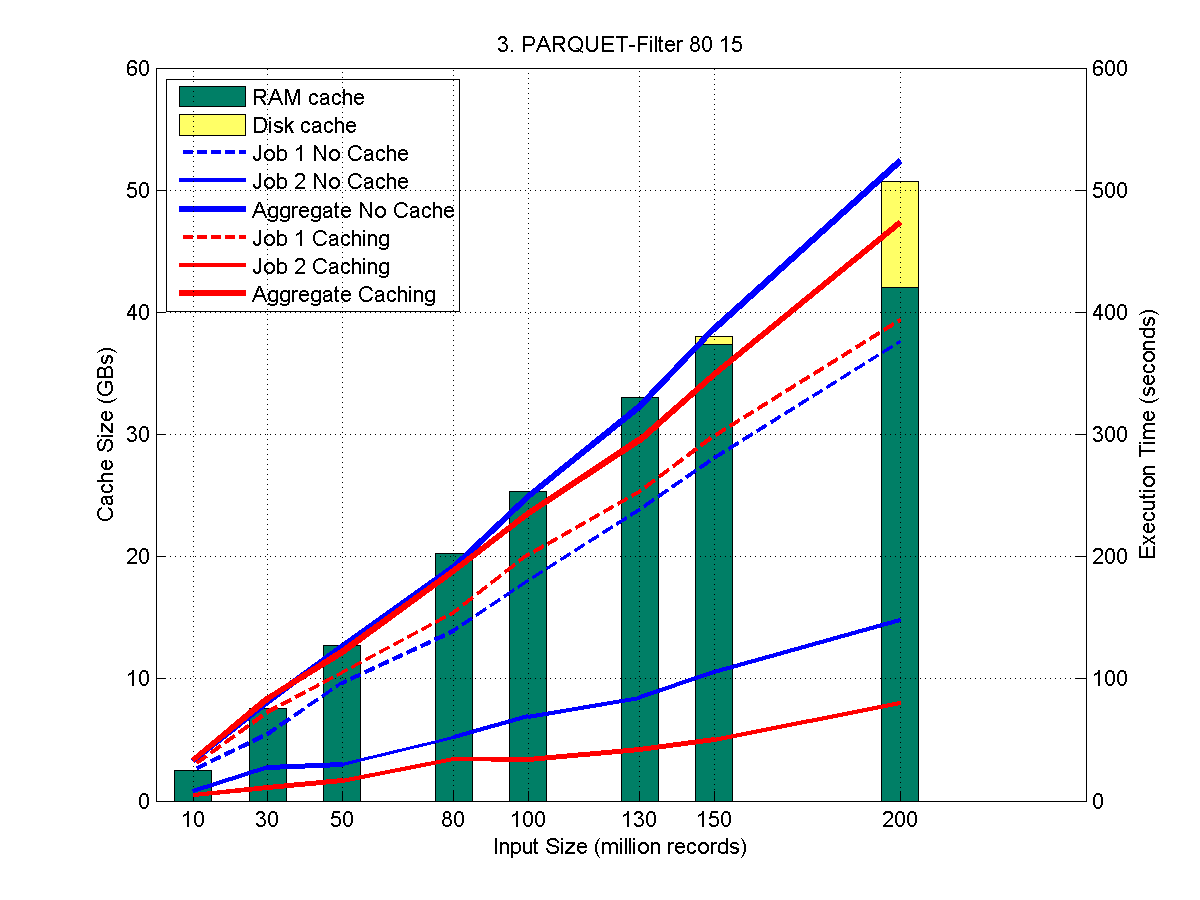 3. PARQUET-Filter 80 15
60
50
40
30
20
10
0
Cache Size (GBs)
RAM cache
Disk cache
Job 1 No Cache
Job 2 No Cache
Aggregate No Cache
Job 1 Caching
Job 2 Caching
Aggregate Caching
600
500
400
300
200
100
0
Execution Time (seconds)
10 30 50 80 100 130 150 200
Input Size (million records)